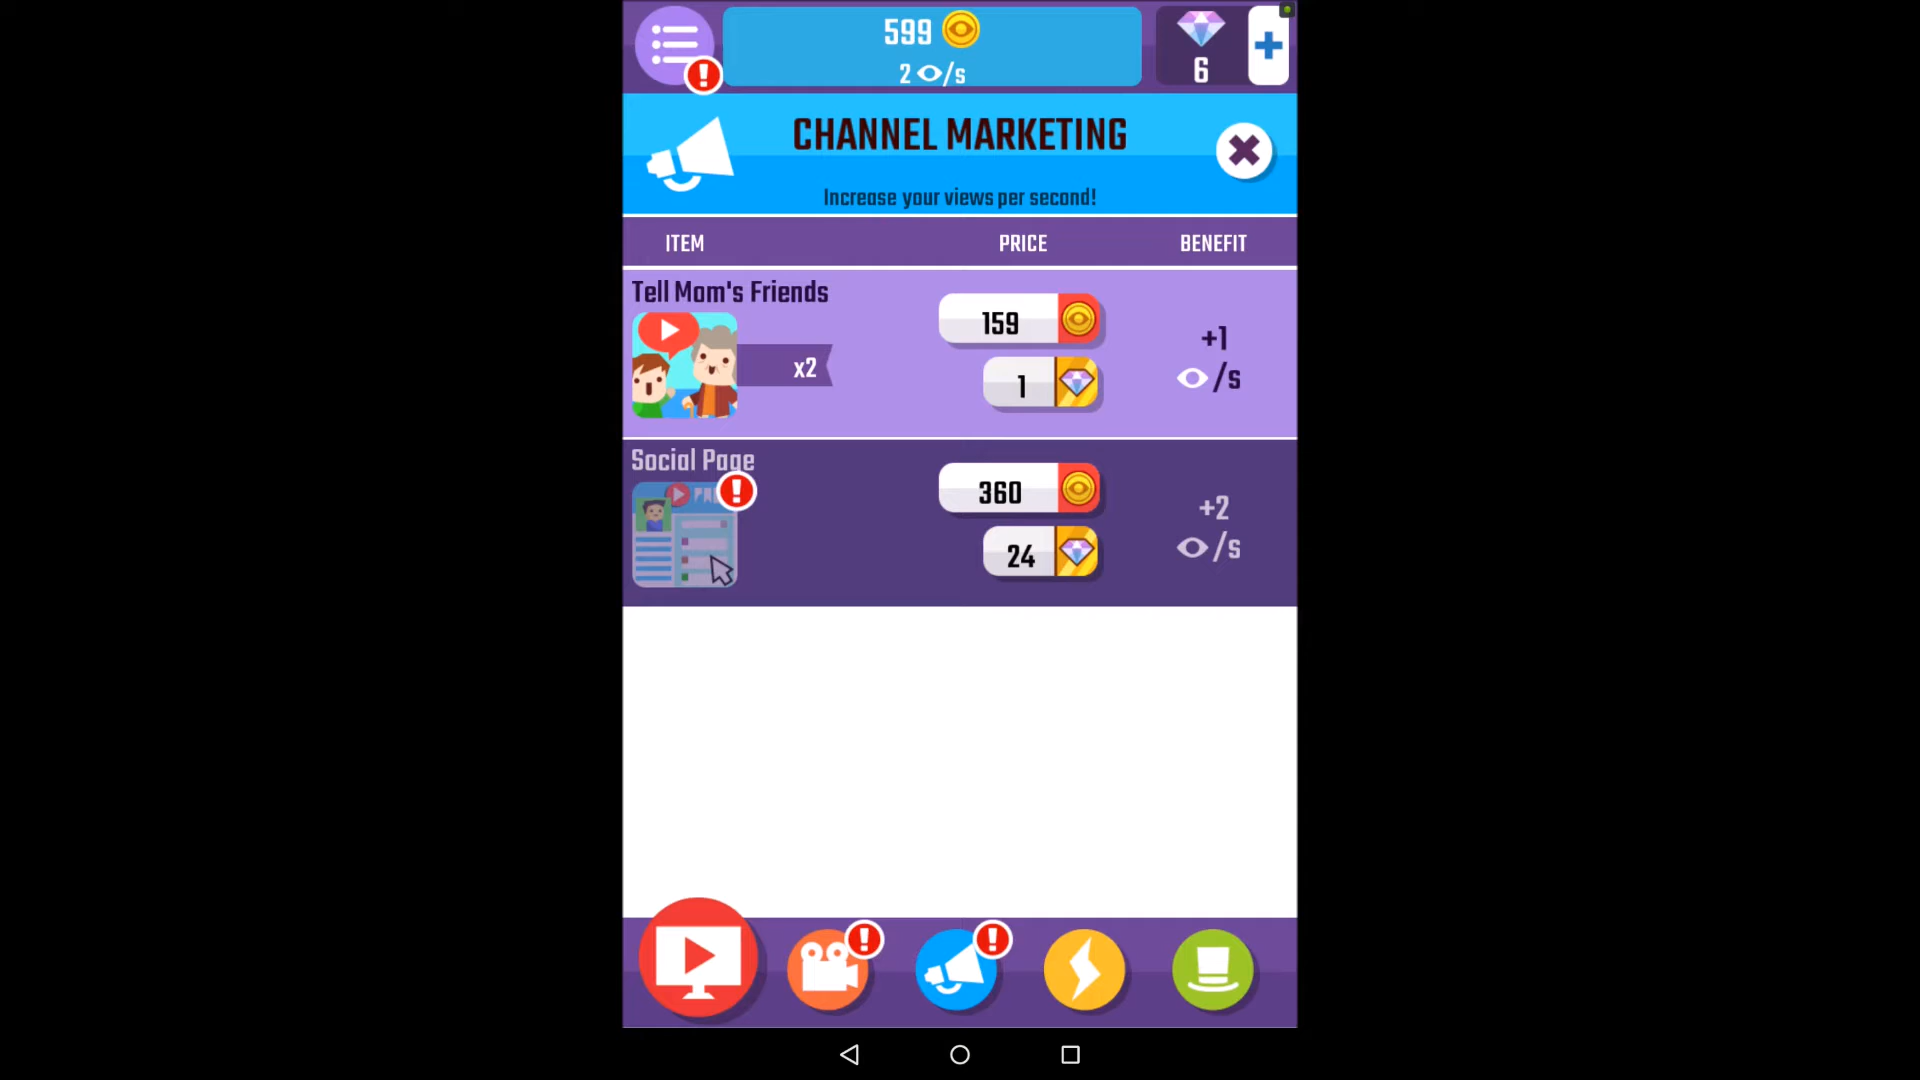 599
2 /s
6
CHANNEL MARKETING
Increase your views per second!
ITEM PRICE BENEFIT
Tell Mom's Friends
x2
159
1
+1
/s
Social Page
360
24
+2
/s